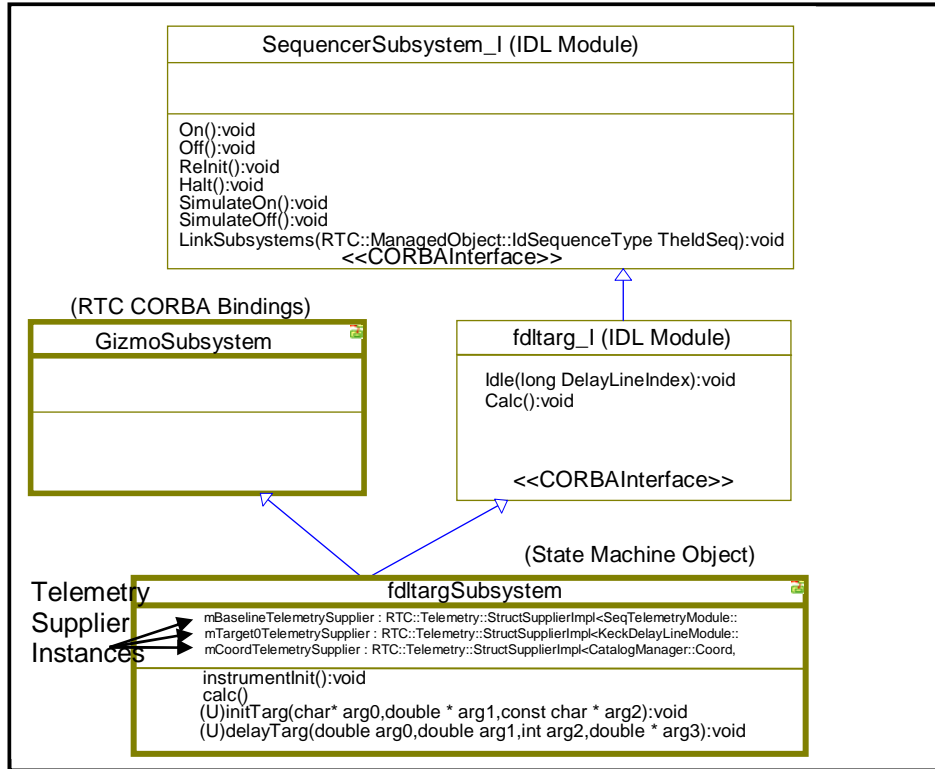 SequencerSubsystem_I (IDL Module)
On():void
Off():void
ReInit():void
Halt():void
SimulateOn():void
SimulateOff():void
LinkSubsystems(RTC::ManagedObject::IdSequenceType TheIdSeq):void
<<CORBAInterface>>
(RTC CORBA Bindings)
GizmoSubsystem
fdltarg_I (IDL Module)
Idle(long DelayLineIndex):void
Calc():void
<<CORBAInterface>>
(State Machine Object)
Telemetry
Supplier
Instances
fdltargSubsystem
mBaselineTelemetrySupplier : RTC::Telemetry::StructSupplierImpl<SeqTelemetryModule::
mTarget0TelemetrySupplier : RTC::Telemetry::StructSupplierImpl<KeckDelayLineModule::
mCoordTelemetrySupplier : RTC::Telemetry::StructSupplierImpl<CatalogManager::Coord,
instrumentInit():void
calc()
(U)initTarg(char* arg0,double * arg1,const char * arg2):void
(U)delayTarg(double arg0,double arg1,int arg2,double * arg3):void